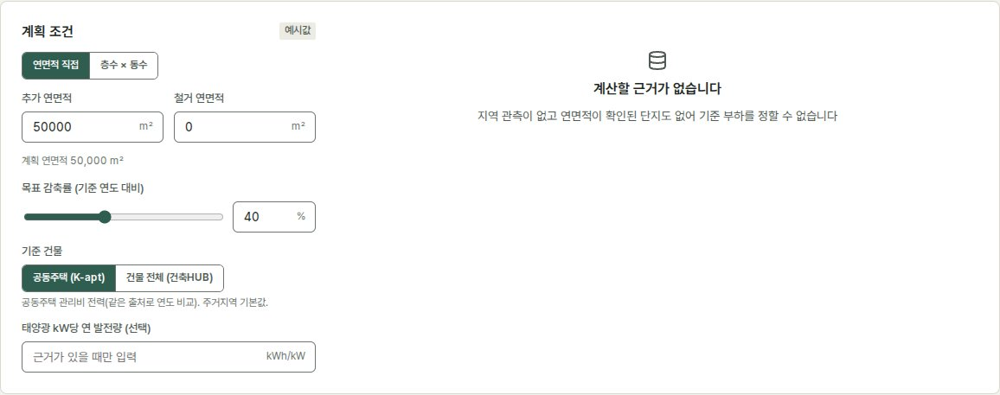 계획 조건
예시값
연면적 직접
층수 × 동수
추가 연면적
철거 연면적
50000 m²
0 m²
계획 연면적 50,000 m²
목표 감축률 (기준 연도 대비)
40 %
기준 건물
공동주택 (K-apt)
건물 전체 (건축HUB)
공동주택 관리비 전력(같은 출처로 연도 비교). 주거지역 기본값.
태양광 kW당 연 발전량 (선택)
근거가 있을 때만 입력 kWh/kW
계산할 근거가 없습니다
지역 관측이 없고 연면적이 확인된 단지도 없어 기준 부하를 정할 수 없습니다